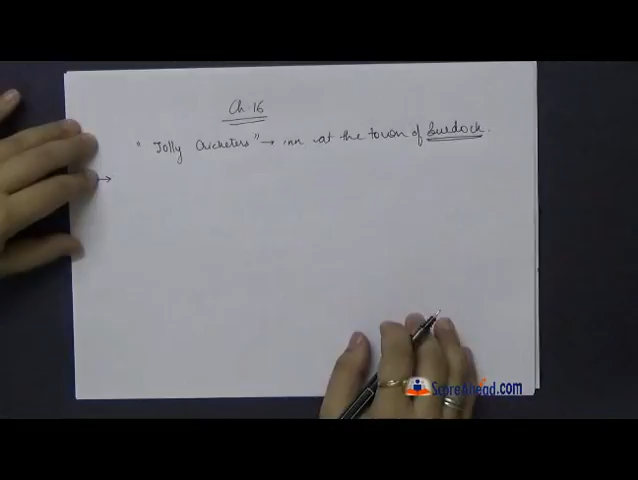 Ch. 16
"Jolly Cricketers" → inn at the town of Burdock.
→
ScoreAhead.com